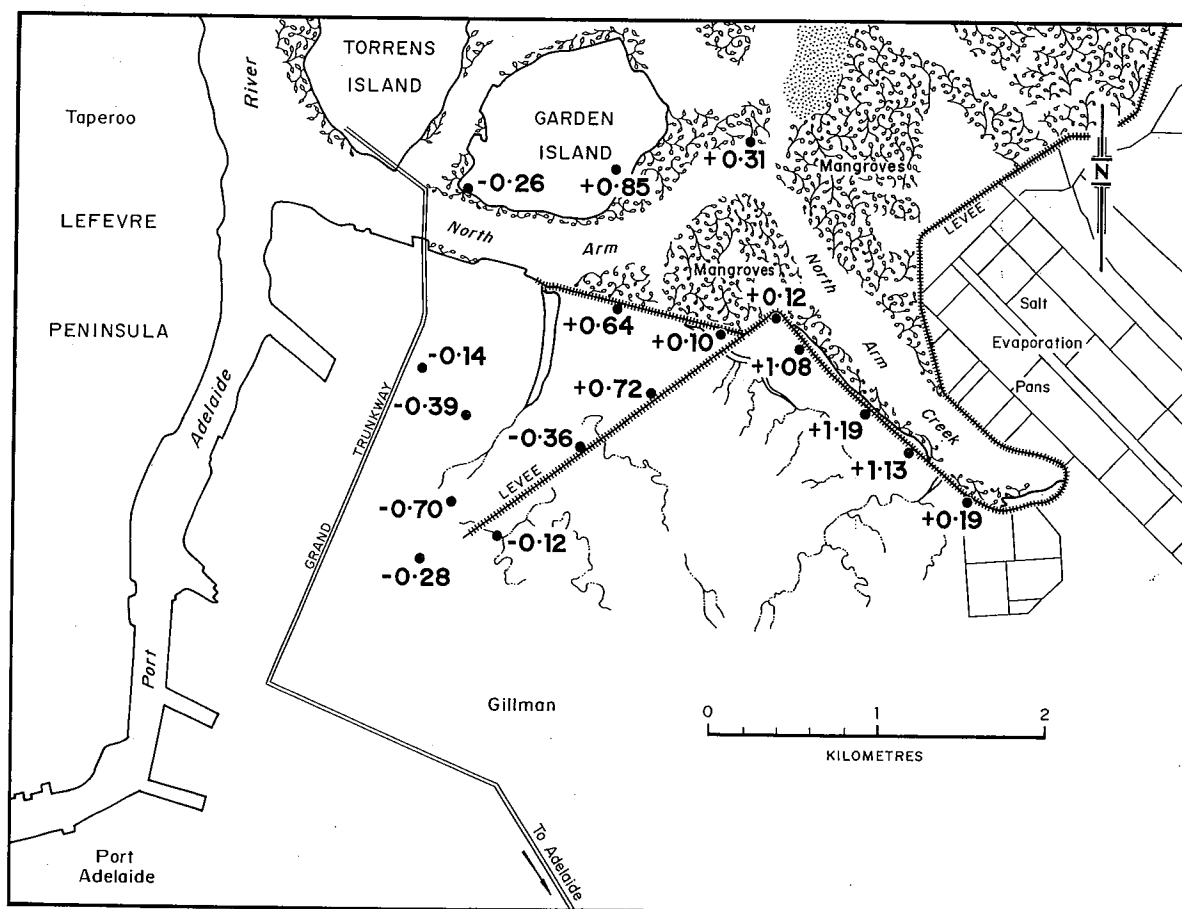 TORRENS
ISLAND
River
Taperoo
GARDEN
ISLAND
+0·31
Mangroves
N
-0·26
+0·85
LEVEE
LEFEVRE
North
Arm
North
Mangroves
+0·12
Salt
PENINSULA
+0·64
+0·10
Arm
Evaporation
-0·14
+1·08
Pans
Adelaide
TRUNKWAY
-0·39
+0·72
+1·19
Creek
-0·36
+1·13
LEVEE
-0·70
+0·19
GRAND
-0·12
-0·28
Port
Gillman
0 1 2
KILOMETRES
To Adelaide
Port
Adelaide